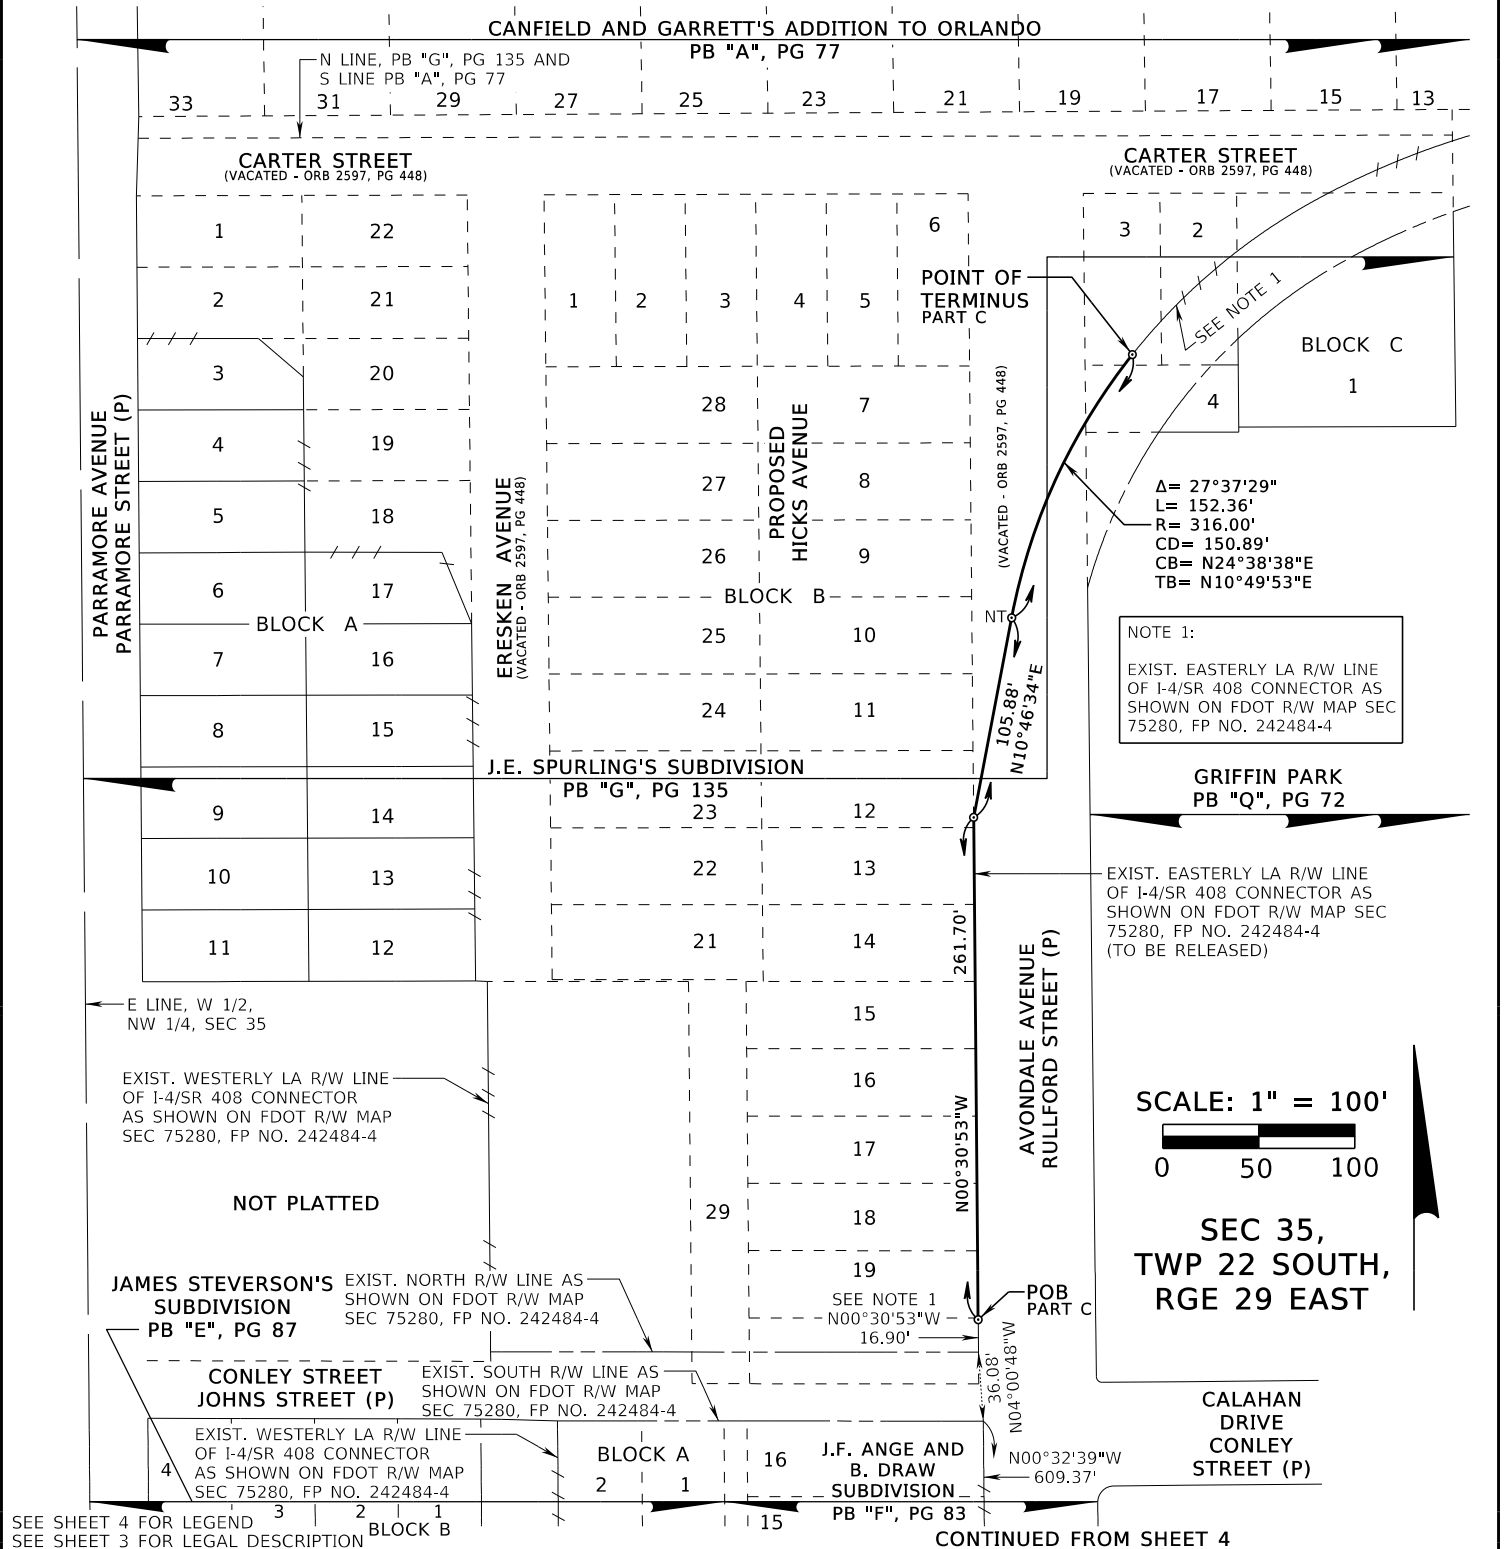 CANFIELD AND GARRETT'S ADDITION TO ORLANDO
PB "A", PG 77
N LINE, PB "G", PG 135 AND
S LINE PB "A", PG 77
33
31
29
27
25
23
21
19
17
15
13
CARTER STREET
(VACATED - ORB 2597, PG 448)
CARTER STREET
(VACATED - ORB 2597, PG 448)
1
22
2
21
3
20
4
19
5
18
6
17
BLOCK A
7
16
8
15
9
14
10
13
11
12
PARRAMORE AVENUE
PARRAMORE STREET (P)
ERESKEN AVENUE
(VACATED - ORB 2597, PG 448)
1
2
3
4
5
6
28
7
27
8
26
9
BLOCK B
25
10
24
11
PROPOSED
HICKS AVENUE
J.E. SPURLING'S SUBDIVISION
PB "G", PG 135
23
12
22
13
21
14
15
16
17
18
19
29
POINT OF
TERMINUS
PART C
(VACATED - ORB 2597, PG 448)
3
2
4
SEE NOTE 1
BLOCK C
1
Δ= 27°37'29"
L= 152.36'
R= 316.00'
CD= 150.89'
CB= N24°38'38"E
TB= N10°49'53"E
NT
105.88'
N10°46'34"E
NOTE 1:
EXIST. EASTERLY LA R/W LINE
OF I-4/SR 408 CONNECTOR AS
SHOWN ON FDOT R/W MAP SEC
75280, FP NO. 242484-4
GRIFFIN PARK
PB "Q", PG 72
EXIST. EASTERLY LA R/W LINE
OF I-4/SR 408 CONNECTOR AS
SHOWN ON FDOT R/W MAP SEC
75280, FP NO. 242484-4
(TO BE RELEASED)
261.70'
N00°30'53"W
AVONDALE AVENUE
RULLFORD STREET (P)
E LINE, W 1/2,
NW 1/4, SEC 35
EXIST. WESTERLY LA R/W LINE
OF I-4/SR 408 CONNECTOR
AS SHOWN ON FDOT R/W MAP
SEC 75280, FP NO. 242484-4
NOT PLATTED
SCALE: 1" = 100'
0 50 100
SEC 35,
TWP 22 SOUTH,
RGE 29 EAST
JAMES STEVERSON'S
SUBDIVISION
PB "E", PG 87
EXIST. NORTH R/W LINE AS
SHOWN ON FDOT R/W MAP
SEC 75280, FP NO. 242484-4
SEE NOTE 1
N00°30'53"W
16.90'
POB
PART C
36.08'
N04°00'48"W
CONLEY STREET
JOHNS STREET (P)
EXIST. SOUTH R/W LINE AS
SHOWN ON FDOT R/W MAP
SEC 75280, FP NO. 242484-4
CALAHAN
DRIVE
CONLEY
STREET (P)
EXIST. WESTERLY LA R/W LINE
OF I-4/SR 408 CONNECTOR
AS SHOWN ON FDOT R/W MAP
SEC 75280, FP NO. 242484-4
4
BLOCK A
2
1
16
J.F. ANGE AND
B. DRAW
SUBDIVISION
PB "F", PG 83
N00°32'39"W
609.37'
3
2
1
BLOCK B
15
SEE SHEET 4 FOR LEGEND
SEE SHEET 3 FOR LEGAL DESCRIPTION
CONTINUED FROM SHEET 4